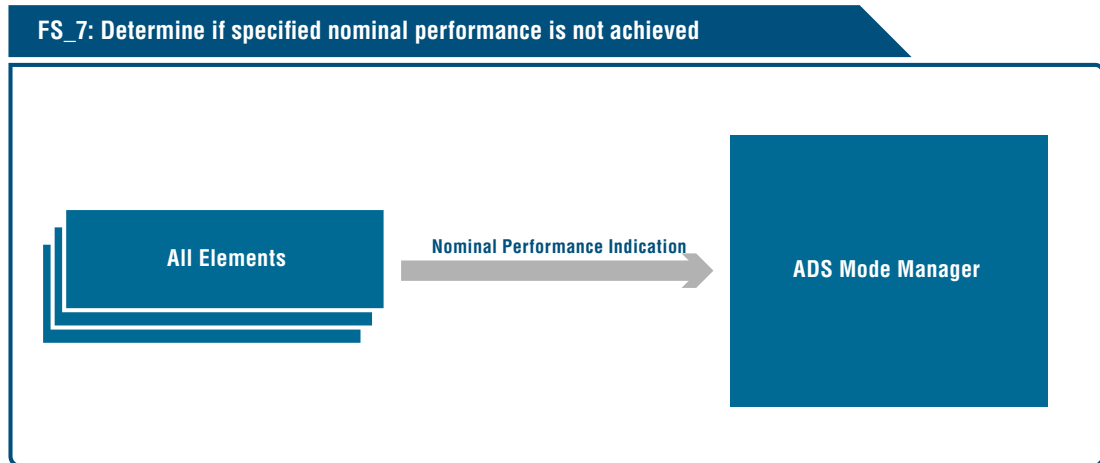 FS_7: Determine if specified nominal performance is not achieved
All Elements
Nominal Performance Indication
ADS Mode Manager